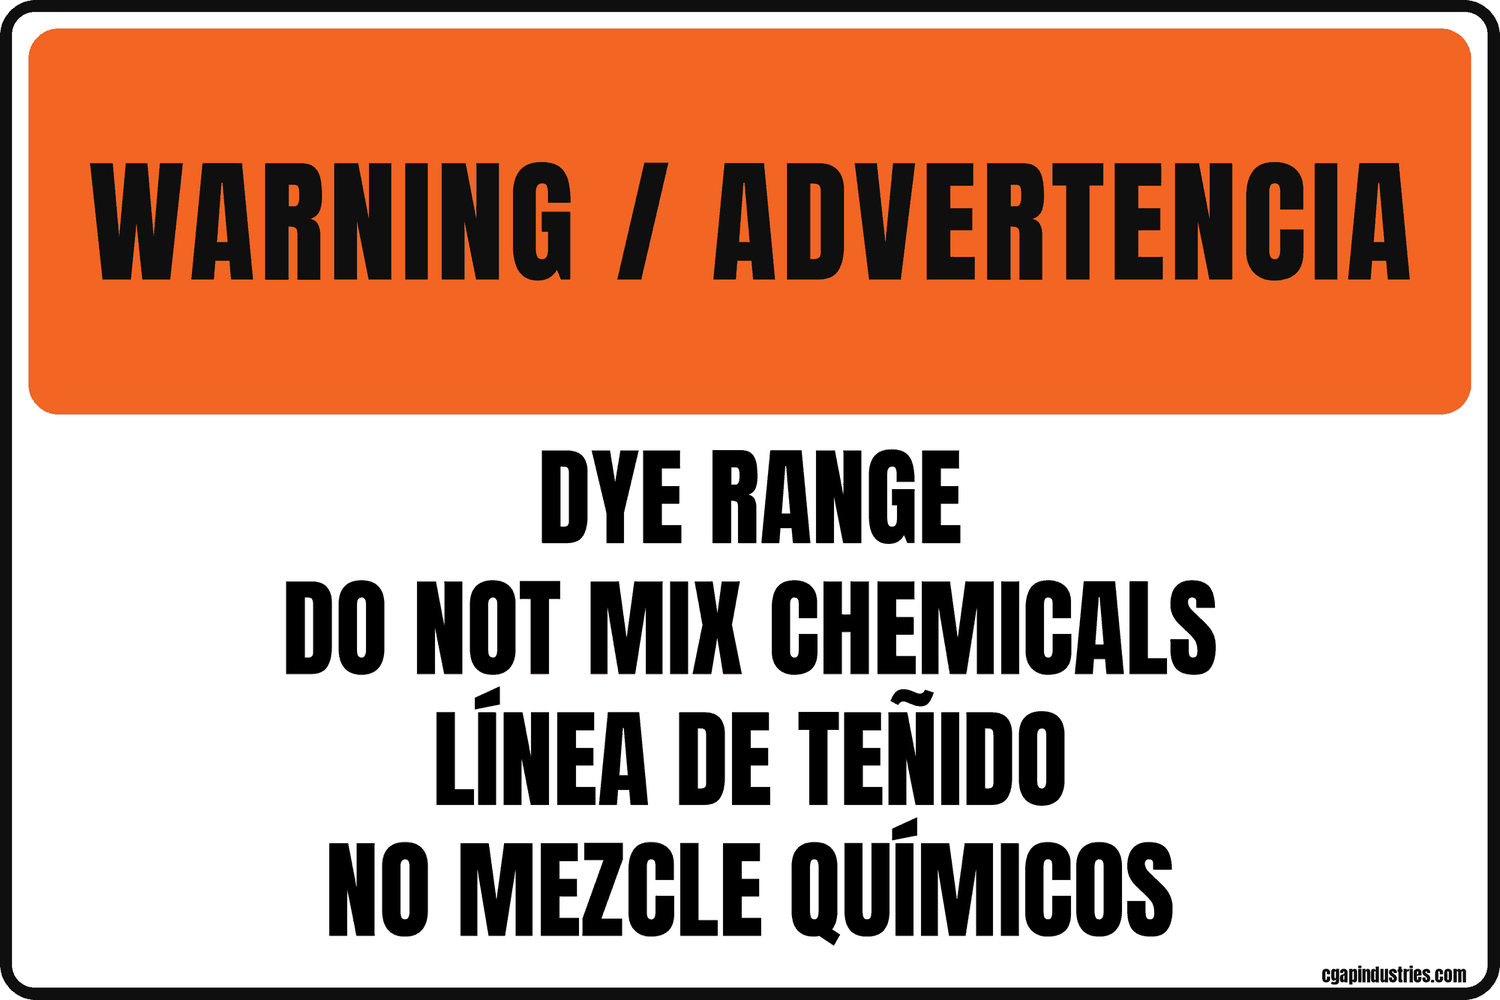 WARNING / ADVERTENCIA
DYE RANGE
DO NOT MIX CHEMICALS
LÍNEA DE TEÑIDO
NO MEZCLE QUÍMICOS
cgapindustries.com